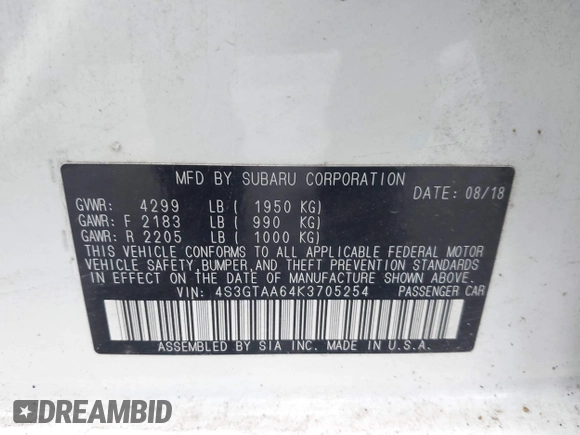 MFD BY SUBARU CORPORATION
DATE: 08/18
GVWR: 4299 LB ( 1950 KG)
GAWR: F 2183 LB ( 990 KG)
GAWR: R 2205 LB ( 1000 KG)
THIS VEHICLE CONFORMS TO ALL APPLICABLE FEDERAL MOTOR
VEHICLE SAFETY,BUMPER,AND THEFT PREVENTION STANDARDS
IN EFFECT ON THE DATE OF MANUFACTURE SHOWN ABOVE.
VIN: 4S3GTAA64K3705254 PASSENGER CAR
ASSEMBLED BY SIA INC. MADE IN U.S.A.
DREAMBID